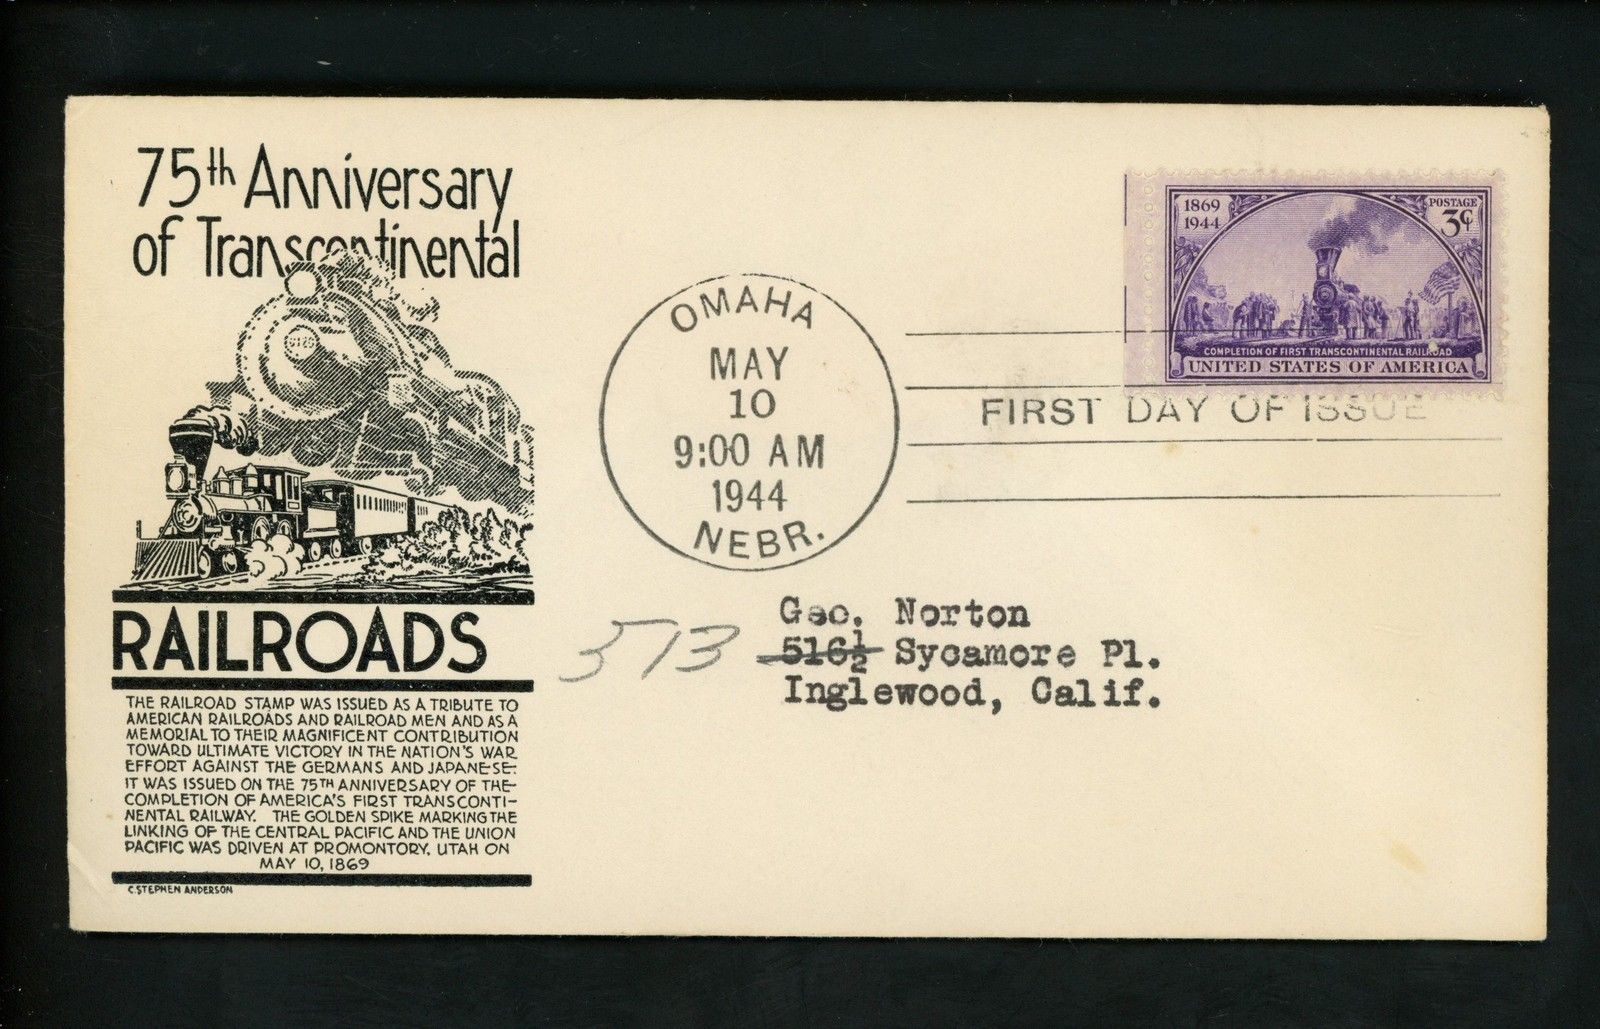 75th Anniversary
of Transcontinental
RAILROADS
THE RAILROAD STAMP WAS ISSUED AS A TRIBUTE TO
AMERICAN RAILROADS AND RAILROAD MEN AND AS A
MEMORIAL TO THEIR MAGNIFICENT CONTRIBUTION
TOWARD ULTIMATE VICTORY IN THE NATION'S WAR
EFFORT AGAINST THE GERMANS AND JAPANESE:
IT WAS ISSUED ON THE 75TH ANNIVERSARY OF THE
COMPLETION OF AMERICA'S FIRST TRANSCONTI-
NENTAL RAILWAY. THE GOLDEN SPIKE MARKING THE
LINKING OF THE CENTRAL PACIFIC AND THE UNION
PACIFIC WAS DRIVEN AT PROMONTORY, UTAH ON
MAY 10, 1869
C. STEPHEN ANDERSON
OMAHA
MAY
10
9:00 AM
1944
NEBR.
1869
1944
POSTAGE
3¢
COMPLETION OF FIRST TRANSCONTINENTAL RAILROAD
UNITED STATES OF AMERICA
FIRST DAY OF ISSUE
Geo. Norton
513 516½ Sycamore Pl.
Inglewood, Calif.